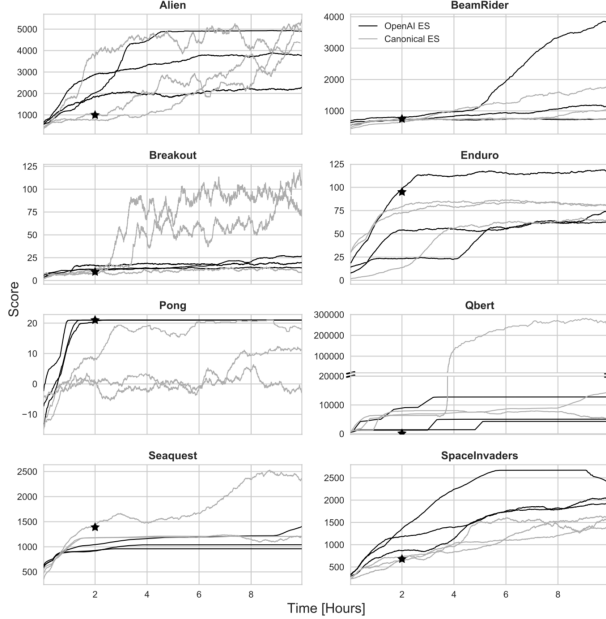 Alien
5000
4000
3000
2000
1000
BeamRider
OpenAI ES
Canonical ES
4000
3000
2000
1000
Breakout
125
100
75
50
25
0
Enduro
125
100
75
50
25
0
Score
Pong
20
10
0
−10
Qbert
300000
200000
100000
20000
10000
0
Seaquest
2500
2000
1500
1000
500
2 4 6 8
SpaceInvaders
2500
2000
1500
1000
500
2 4 6 8
Time [Hours]